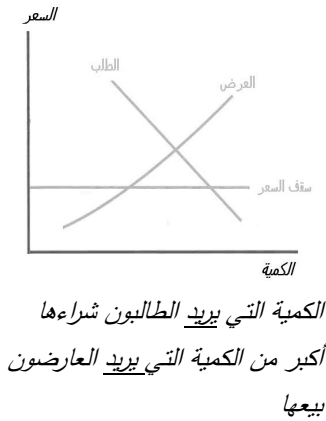 السعر
الطلب
العرض
سقف السعر
الكمية
الكمية التي يريد الطالبون شراءها
أكبر من الكمية التي يريد العارضون
بيعها